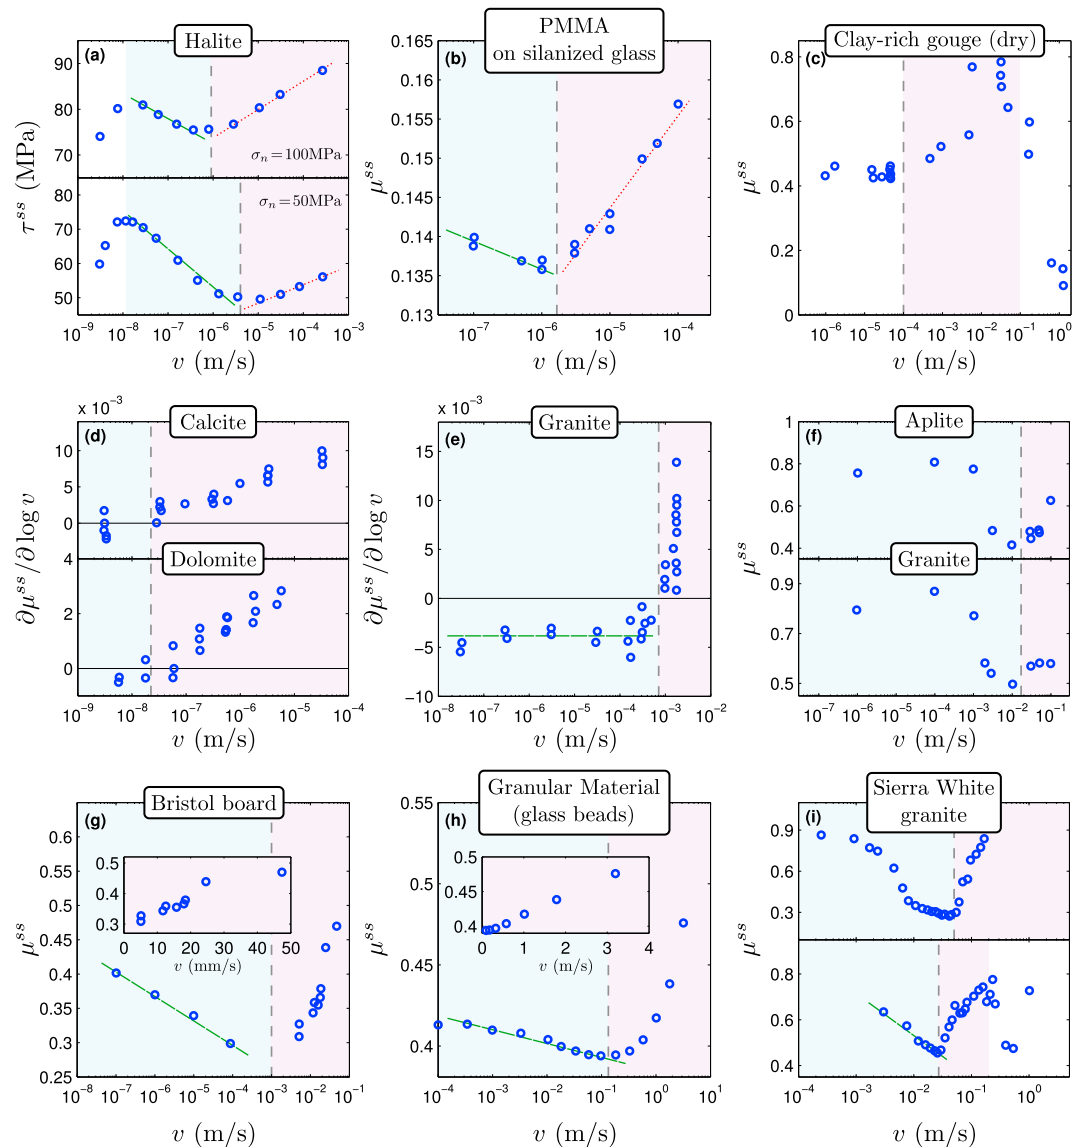 (a)
Halite
90
80
70
σn=100MPa
80
70
60
50
σn=50MPa
τ^ss (MPa)
10^−9 10^−8 10^−7 10^−6 10^−5 10^−4 10^−3
v (m/s)
(b)
PMMA
on silanized glass
0.165
0.16
0.155
0.15
0.145
0.14
0.135
0.13
μ^ss
10^−7 10^−6 10^−5 10^−4
v (m/s)
(c)
Clay-rich gouge (dry)
0.8
0.6
0.4
0.2
0
μ^ss
10^−6 10^−5 10^−4 10^−3 10^−2 10^−1 10^0
v (m/s)
x 10^−3
(d)
Calcite
10
5
0
4
Dolomite
2
0
∂μ^ss/∂log v
10^−9 10^−8 10^−7 10^−6 10^−5 10^−4
v (m/s)
x 10^−3
(e)
Granite
15
10
5
0
−5
−10
∂μ^ss/∂log v
10^−8 10^−7 10^−6 10^−5 10^−4 10^−3 10^−2
v (m/s)
(f)
Aplite
1
0.8
0.6
0.4
Granite
0.9
0.7
0.5
μ^ss
10^−7 10^−6 10^−5 10^−4 10^−3 10^−2 10^−1
v (m/s)
(g)
Bristol board
0.6
0.55
0.5
0.45
0.4
0.35
0.3
0.25
μ^ss
0.5
0.4
0.3
0 10 20 30 40 50
v (mm/s)
10^−8 10^−7 10^−6 10^−5 10^−4 10^−3 10^−2 10^−1
v (m/s)
(h)
Granular Material
(glass beads)
0.55
0.5
0.45
0.4
μ^ss
0.5
0.45
0.4
0 1 2 3 4
v (m/s)
10^−4 10^−3 10^−2 10^−1 10^0 10^1
v (m/s)
(i)
Sierra White
granite
0.9
0.6
0.3
0.8
0.6
0.4
μ^ss
10^−4 10^−3 10^−2 10^−1 10^0
v (m/s)